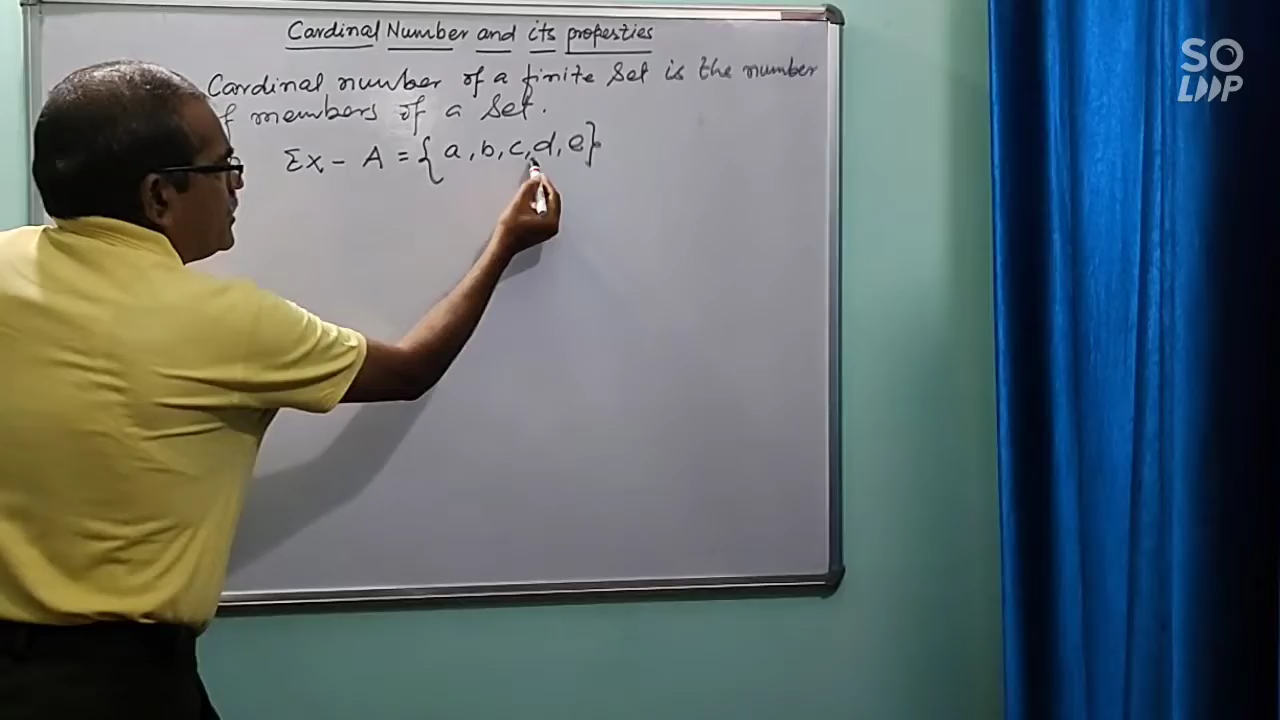 Cardinal Number and its properties
Cardinal number of a finite set is the number
of members of a set.
Ex - A = {a, b, c, d, e}
SO
LOOP